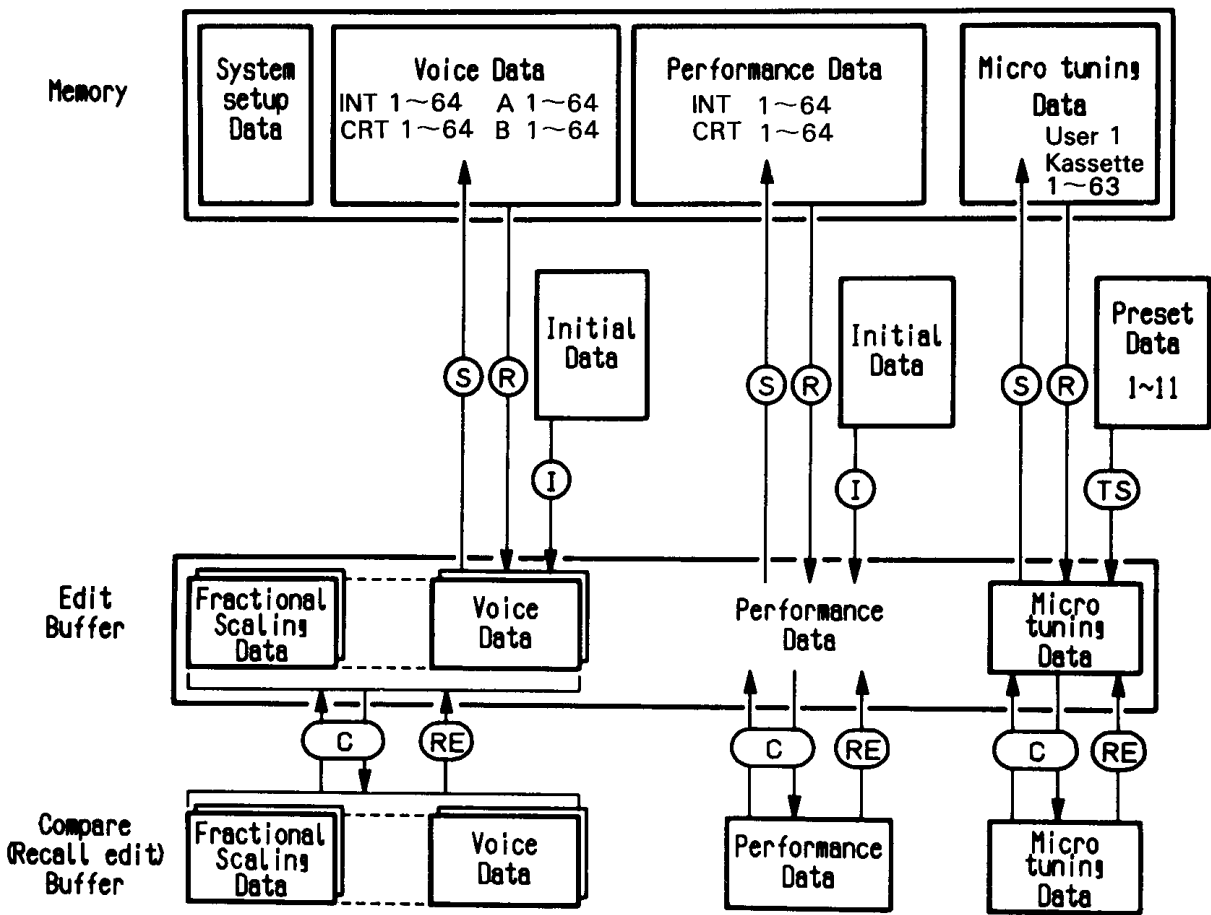 Memory
System
setup
Data
Voice Data
INT 1~64 A 1~64
CRT 1~64 B 1~64
Performance Data
INT 1~64
CRT 1~64
Micro tuning
Data
User 1
Kassette
1~63
Initial
Data
Initial
Data
Preset
Data
1~11
S
R
S
R
S
R
I
I
TS
Edit
Buffer
Fractional
Scaling
Data
Voice
Data
Performance
Data
Micro
tuning
Data
C
RE
C
RE
C
RE
Compare
(Recall edit)
Buffer
Fractional
Scaling
Data
Voice
Data
Performance
Data
Micro
tuning
Data